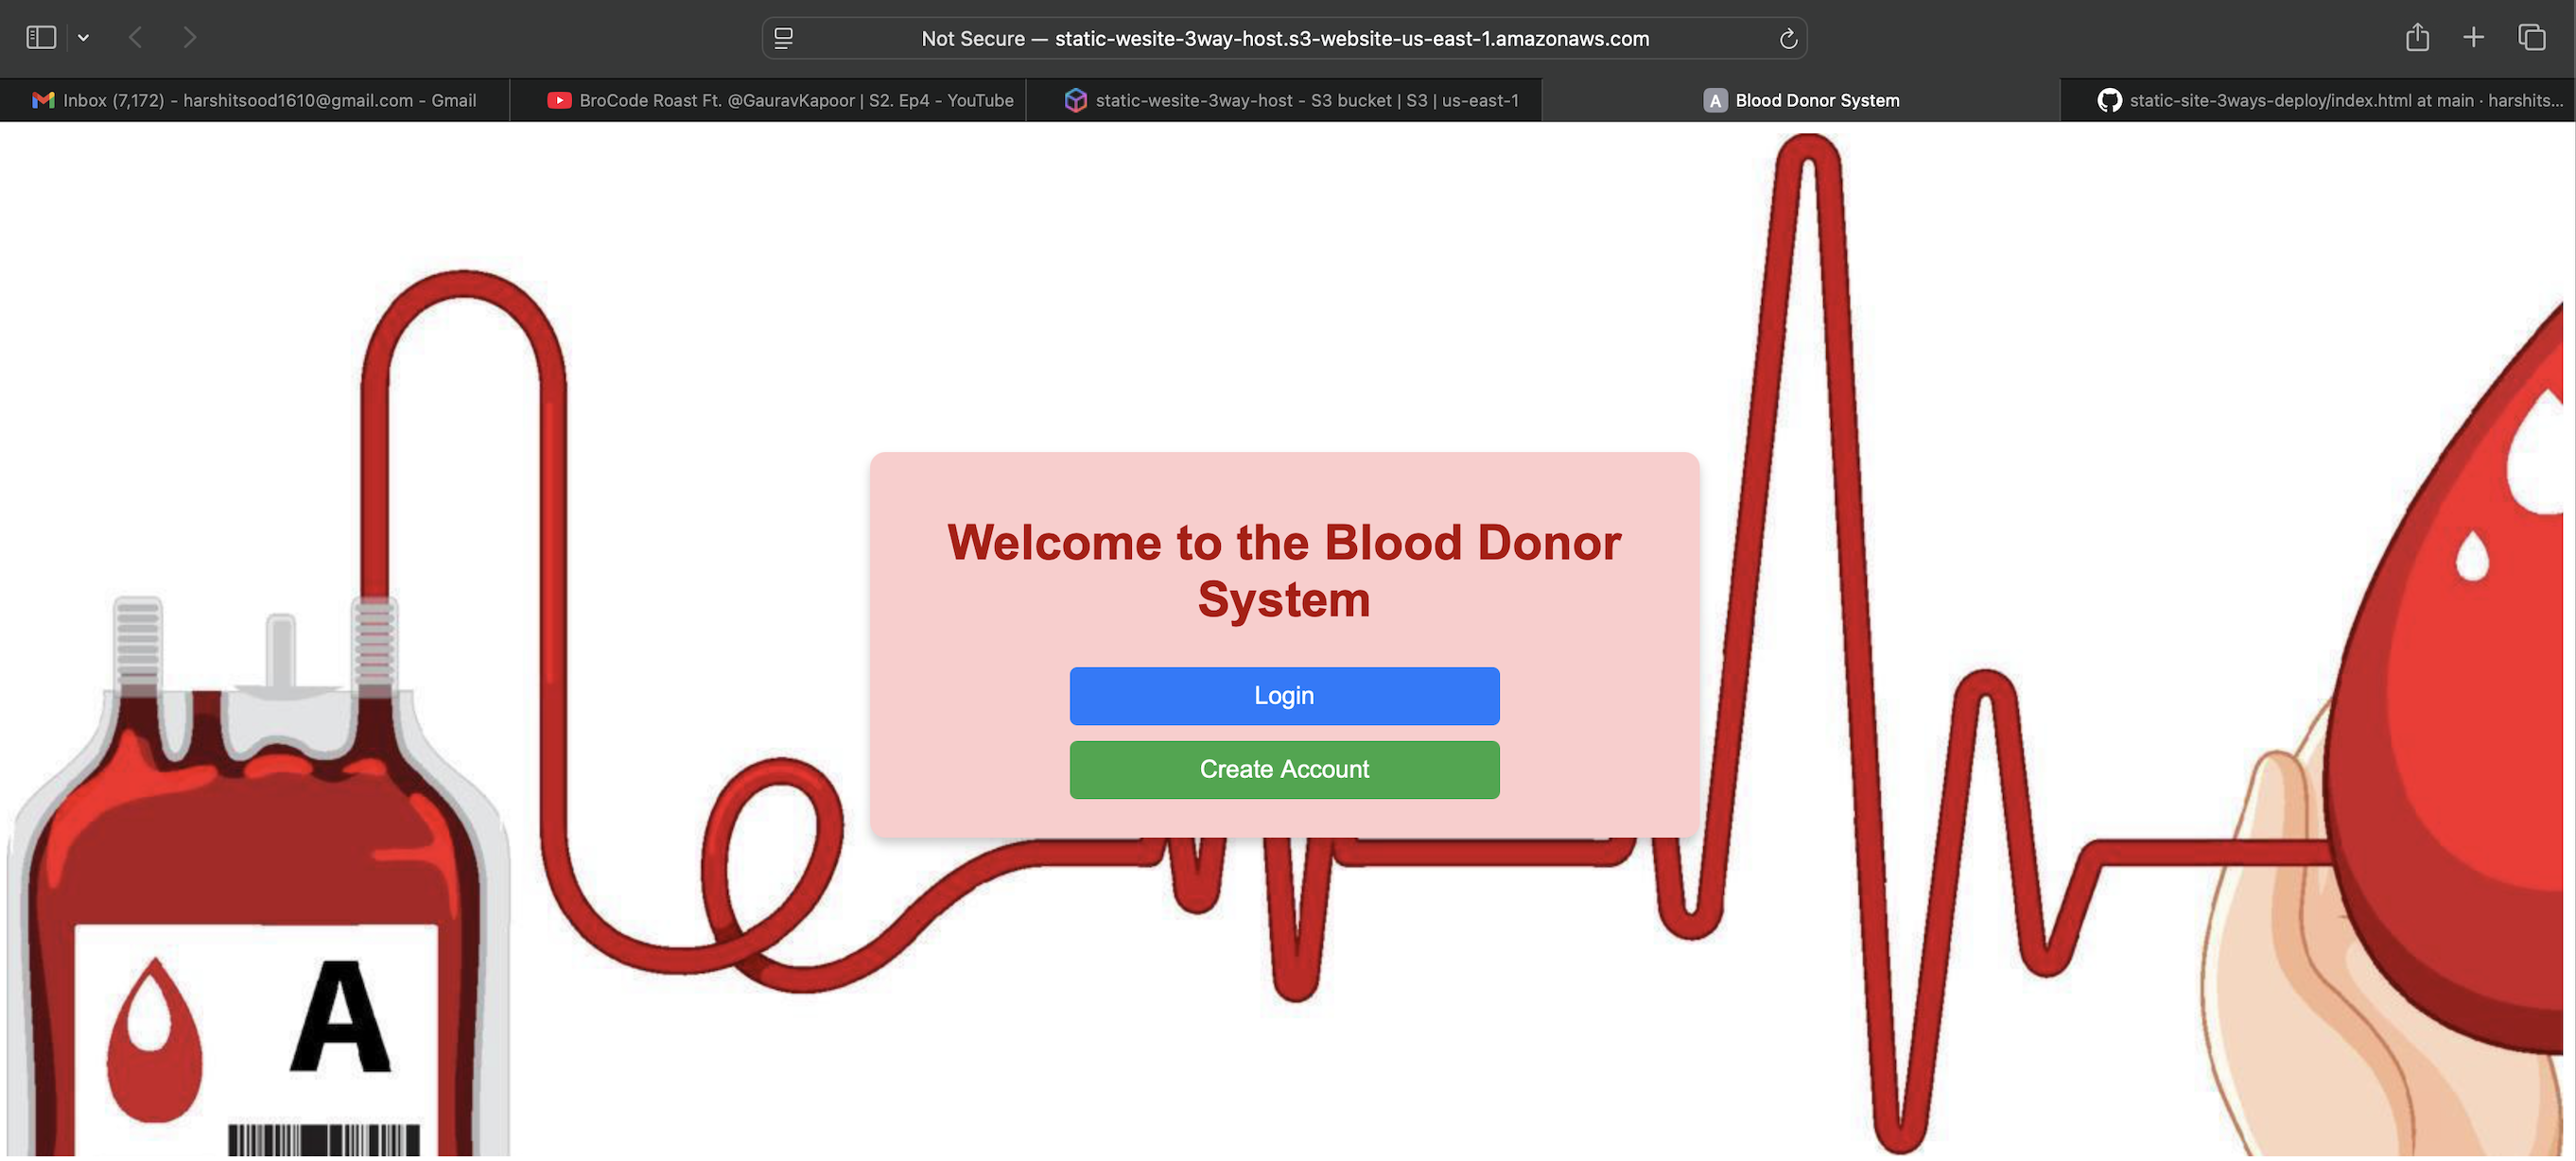 Not Secure — static-wesite-3way-host.s3-website-us-east-1.amazonaws.com
Inbox (7,172) - harshitsood1610@gmail.com - Gmail
BroCode Roast Ft. @GauravKapoor | S2. Ep4 - YouTube
static-wesite-3way-host - S3 bucket | S3 | us-east-1
A
Blood Donor System
static-site-3ways-deploy/index.html at main · harshits...
Welcome to the Blood Donor
System
Login
Create Account
A